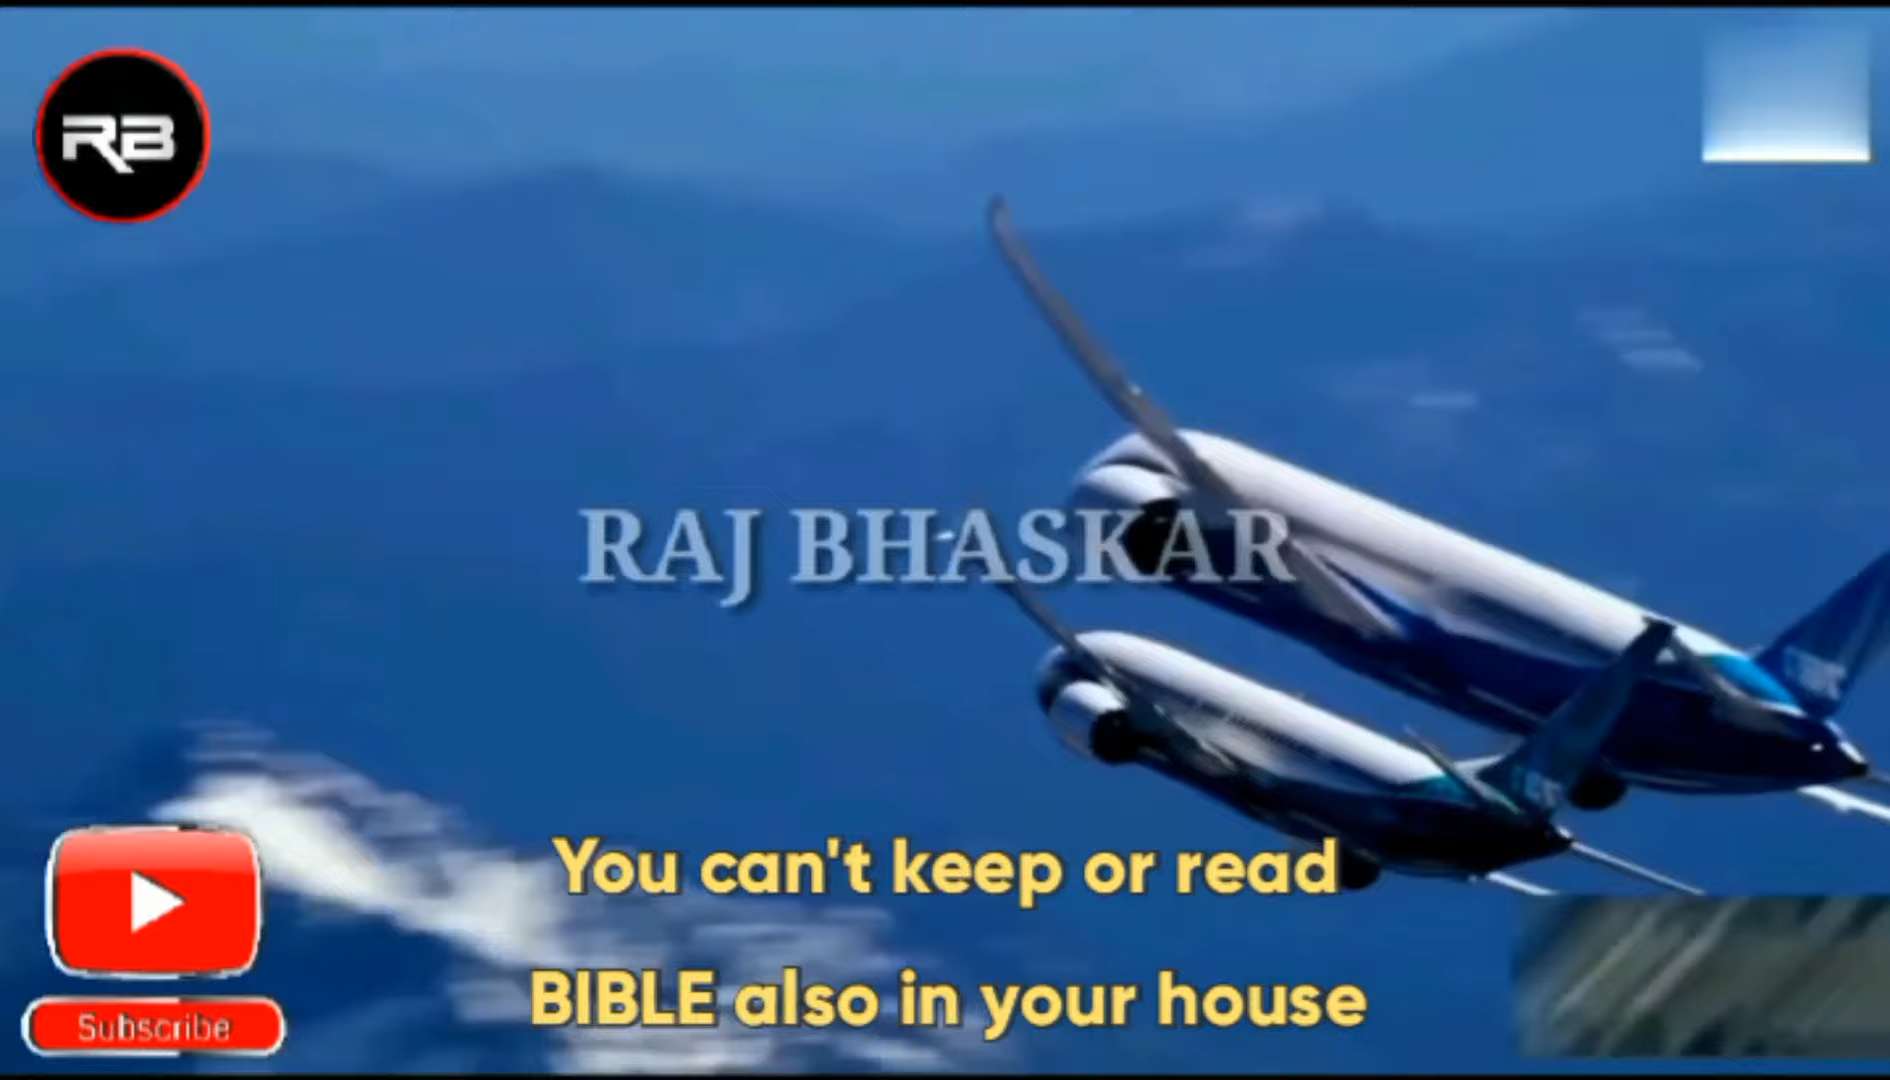 RB
RAJ BHASKAR
You can't keep or read
BIBLE also in your house
Subscribe